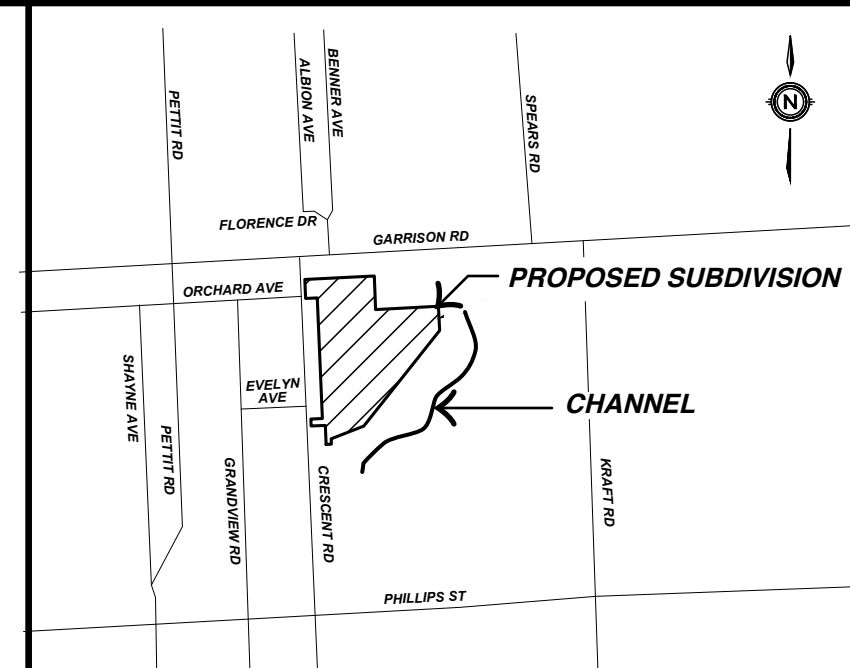 PETTIT RD
ALBION AVE
BENNER AVE
SPEARS RD
N
FLORENCE DR
GARRISON RD
PROPOSED SUBDIVISION
ORCHARD AVE
SHAYNE AVE
PETTIT RD
EVELYN
AVE
GRANDVIEW RD
CRESCENT RD
CHANNEL
KRAFT RD
PHILLIPS ST